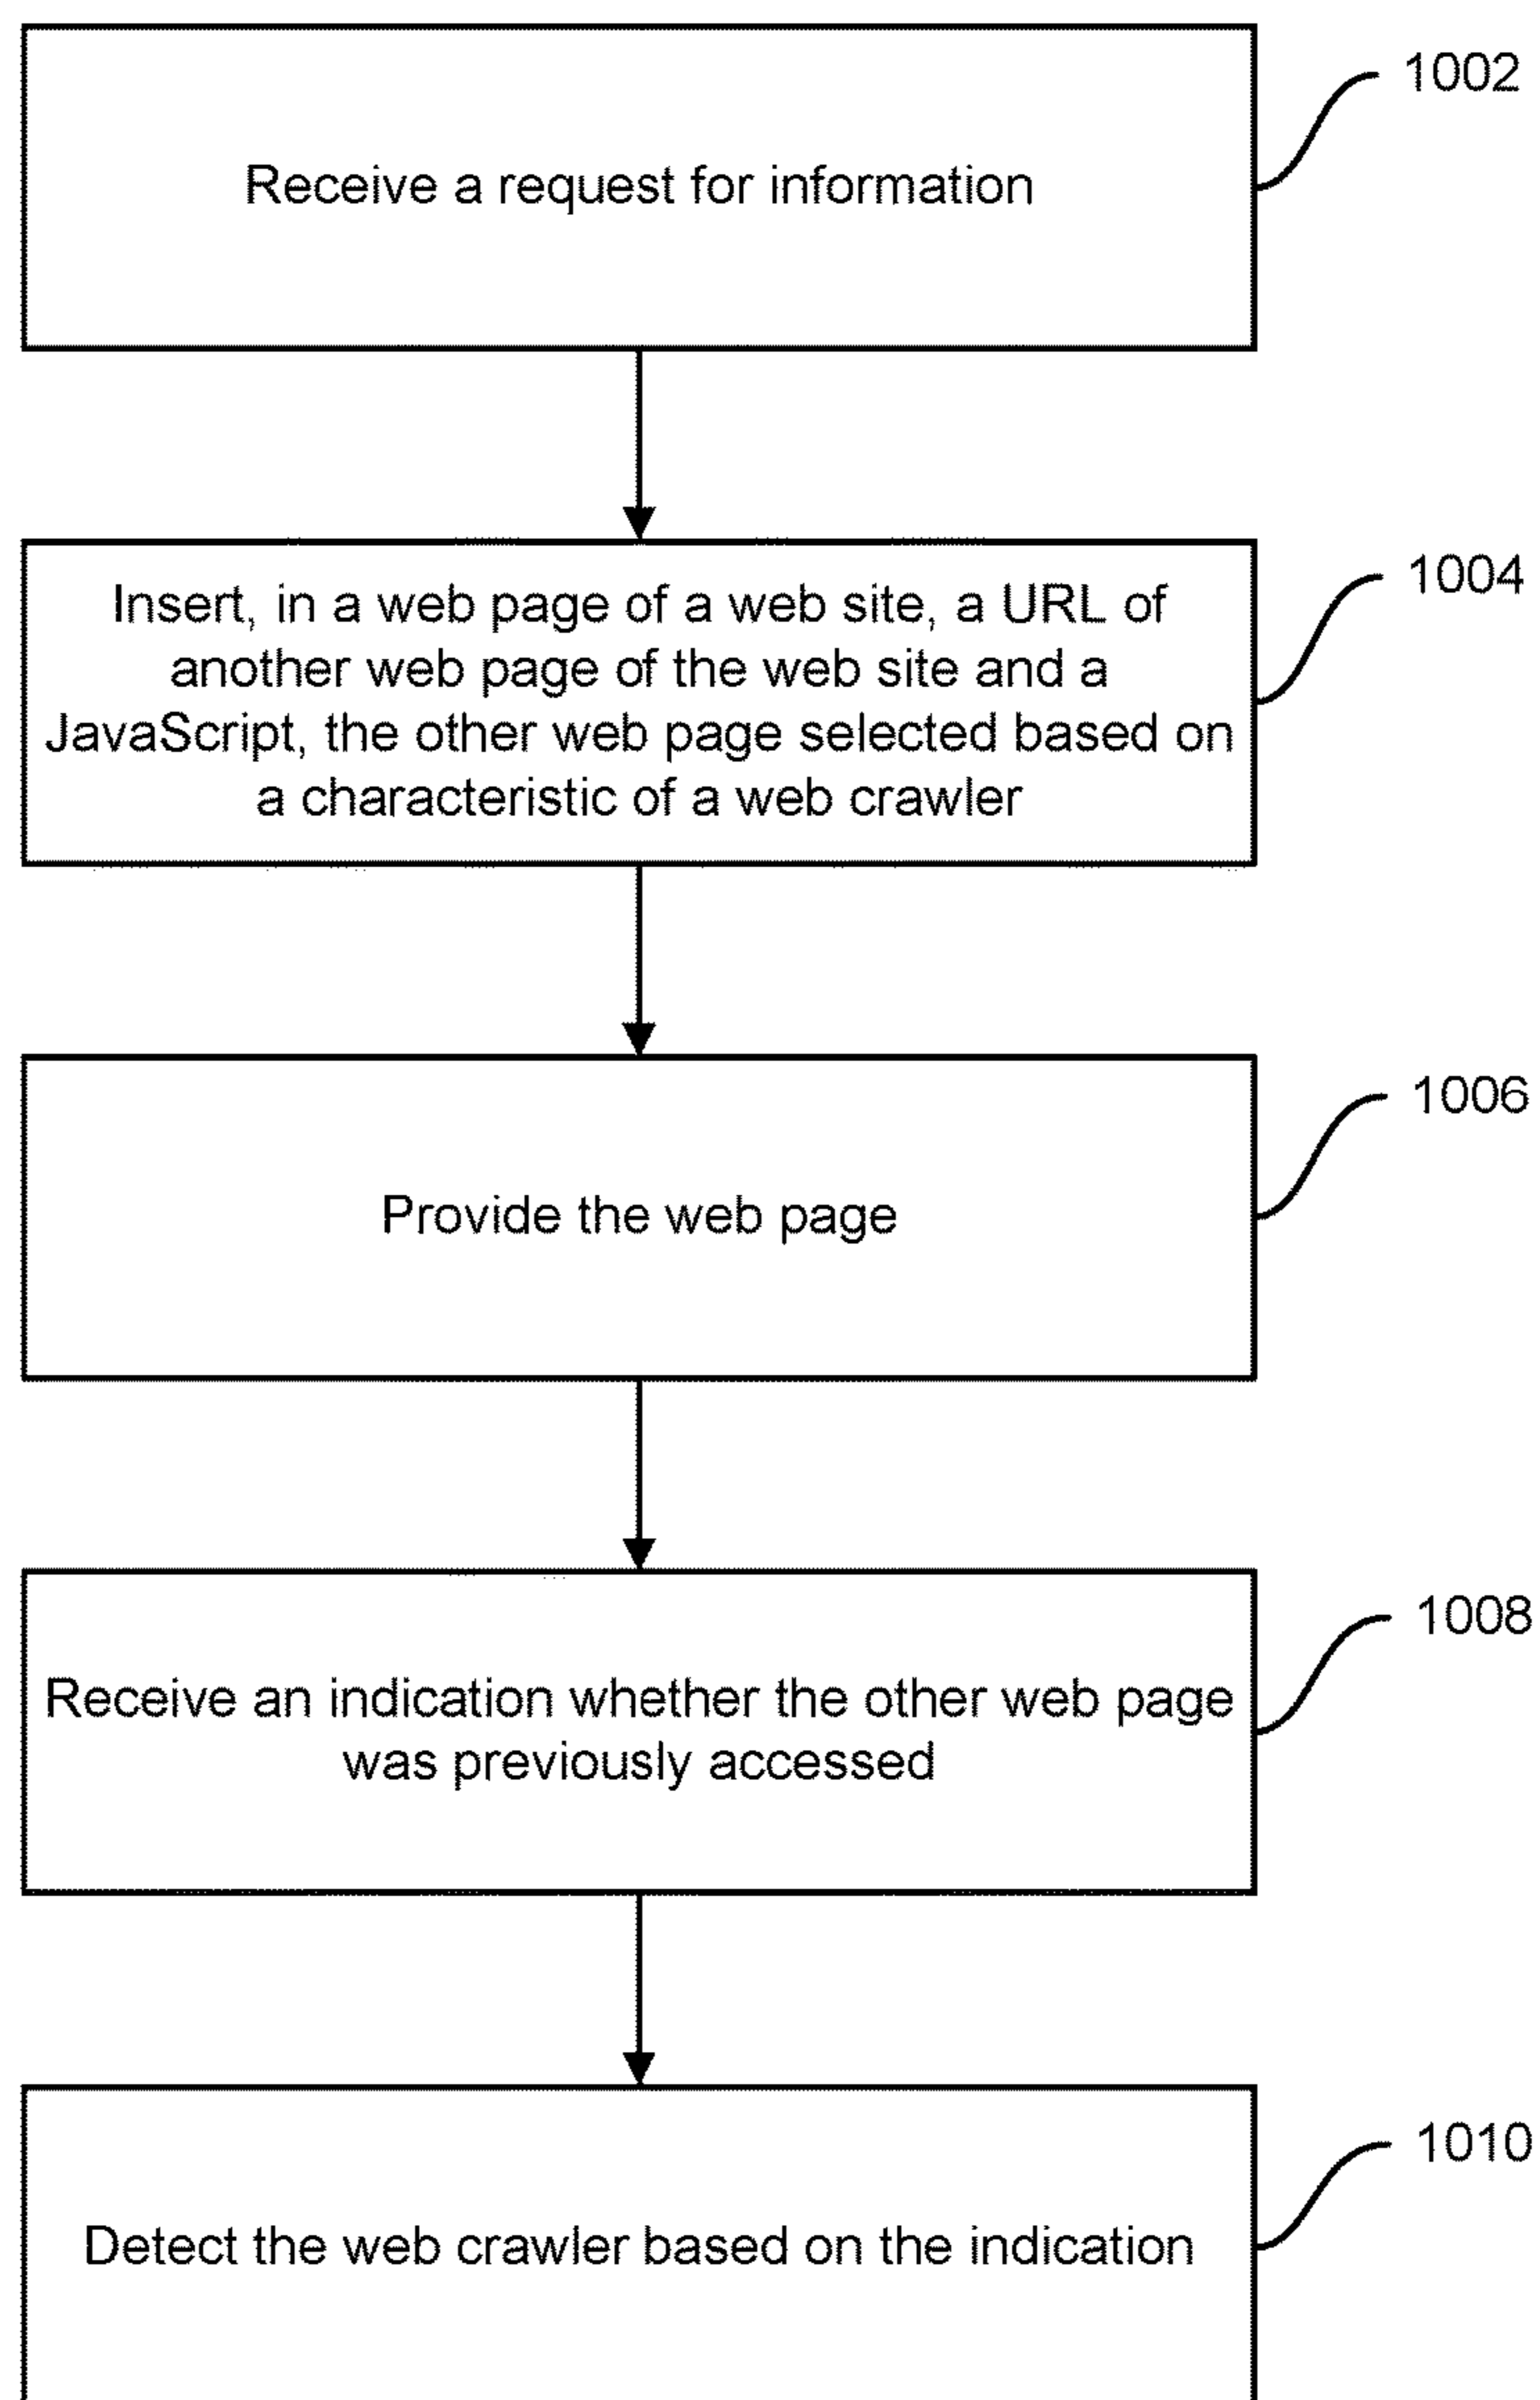 1002
Receive a request for information
1004
Insert, in a web page of a web site, a URL of
another web page of the web site and a
JavaScript, the other web page selected based on
a characteristic of a web crawler
1006
Provide the web page
1008
Receive an indication whether the other web page
was previously accessed
1010
Detect the web crawler based on the indication